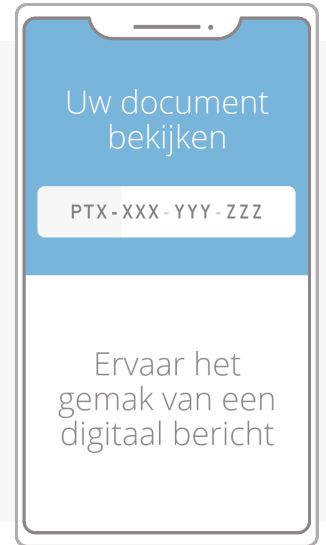 Uw document
bekijken
PTX-XXX-YYY-ZZZ
Ervaar het
gemak van een
digitaal bericht